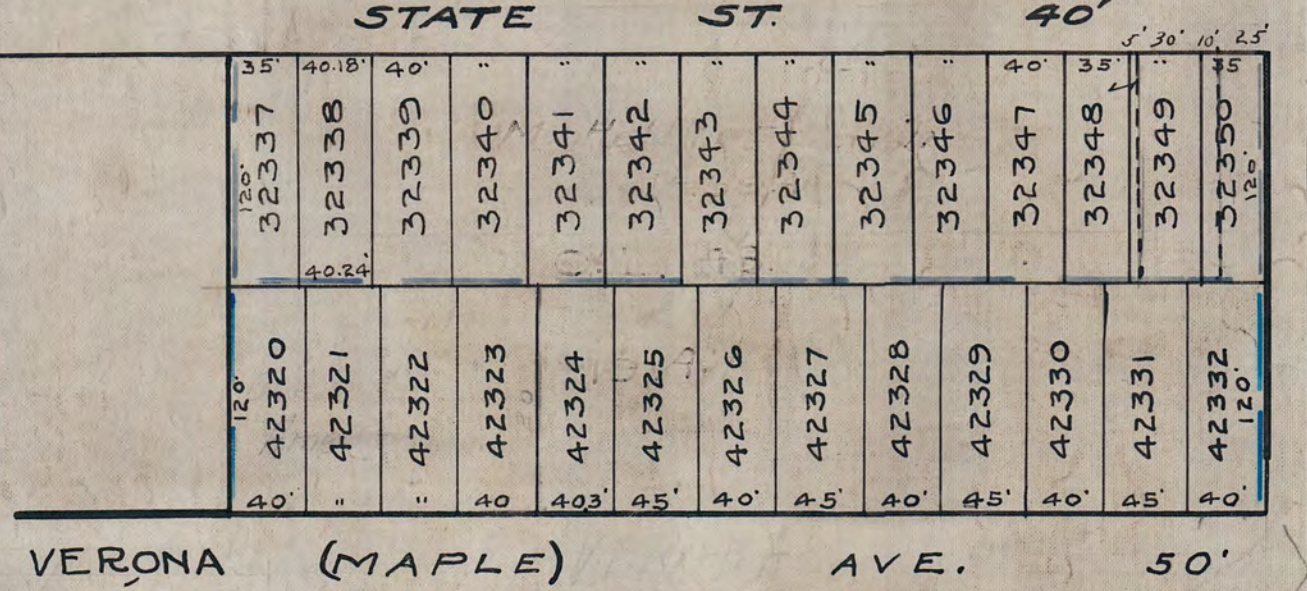 STATE ST. 40'
5' 30' 10' 25'
35' 40.18' 40' " " " " " " " 40' 35' " 35
32337 32338 32339 32340 32341 32342 32343 32344 32345 32346 32347 32348 32349 32350
120' 120'
40.24'
120' 120'
42320 42321 42322 42323 42324 42325 42326 42327 42328 42329 42330 42331 42332
40' " " 40 40.3' 45' 40' 45' 40' 45' 40' 45' 40'
VERONA (MAPLE) AVE. 50'